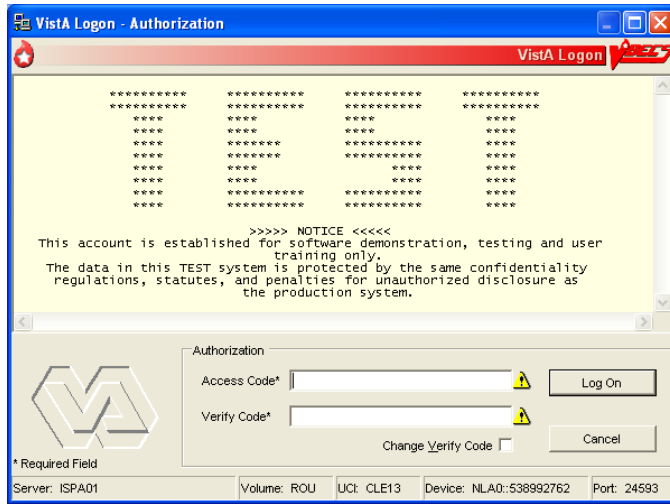 VistA Logon - Authorization
VistA Logon VBECS
********** ********** ********** **********
********** ********** ********** **********
**** **** **** ****
**** **** **** ****
**** ******* ********** ****
**** ******* ********** ****
**** **** **** ****
**** **** **** ****
**** ********** ********** ****
**** ********** ********** ****
>>>>> NOTICE <<<<<
This account is established for software demonstration, testing and user
training only.
The data in this TEST system is protected by the same confidentiality
regulations, statutes, and penalties for unauthorized disclosure as
the production system.
Authorization
Access Code*
Log On
Verify Code*
Change Verify Code
Cancel
* Required Field
Server: ISPA01 Volume: ROU UCI: CLE13 Device: NLA0::538992762 Port: 24593